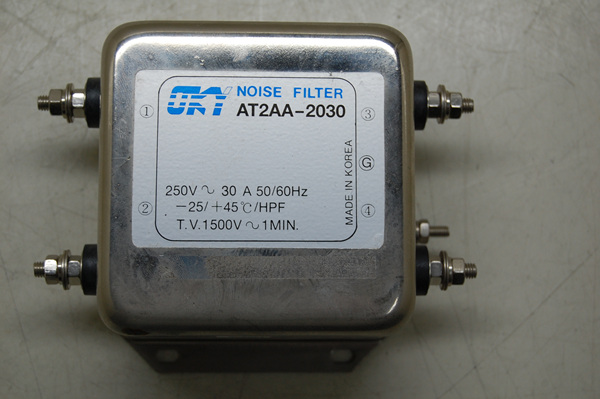 OKY NOISE FILTER
AT2AA-2030
① ③
Ⓖ
MADE IN KOREA
250V ~ 30 A 50/60Hz
② -25/+45℃/HPF ④
T.V.1500V ~ 1MIN.